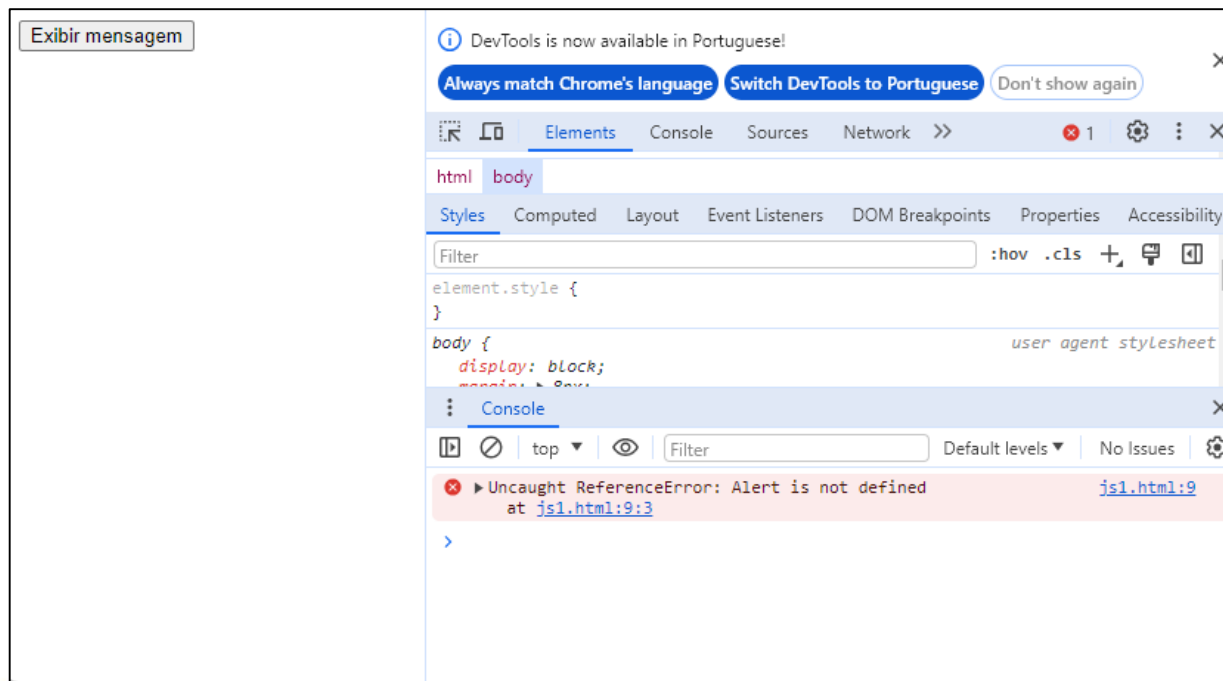 Exibir mensagem
DevTools is now available in Portuguese!
Always match Chrome's language Switch DevTools to Portuguese Don't show again
Elements Console Sources Network 1
html body
Styles Computed Layout Event Listeners DOM Breakpoints Properties Accessibility
Filter :hov .cls
element.style {
}
body { user agent stylesheet
display: block;
margin: ▶ 8px;
Console
top ▼ Filter Default levels ▼ No Issues
▶ Uncaught ReferenceError: Alert is not defined js1.html:9
at js1.html:9:3